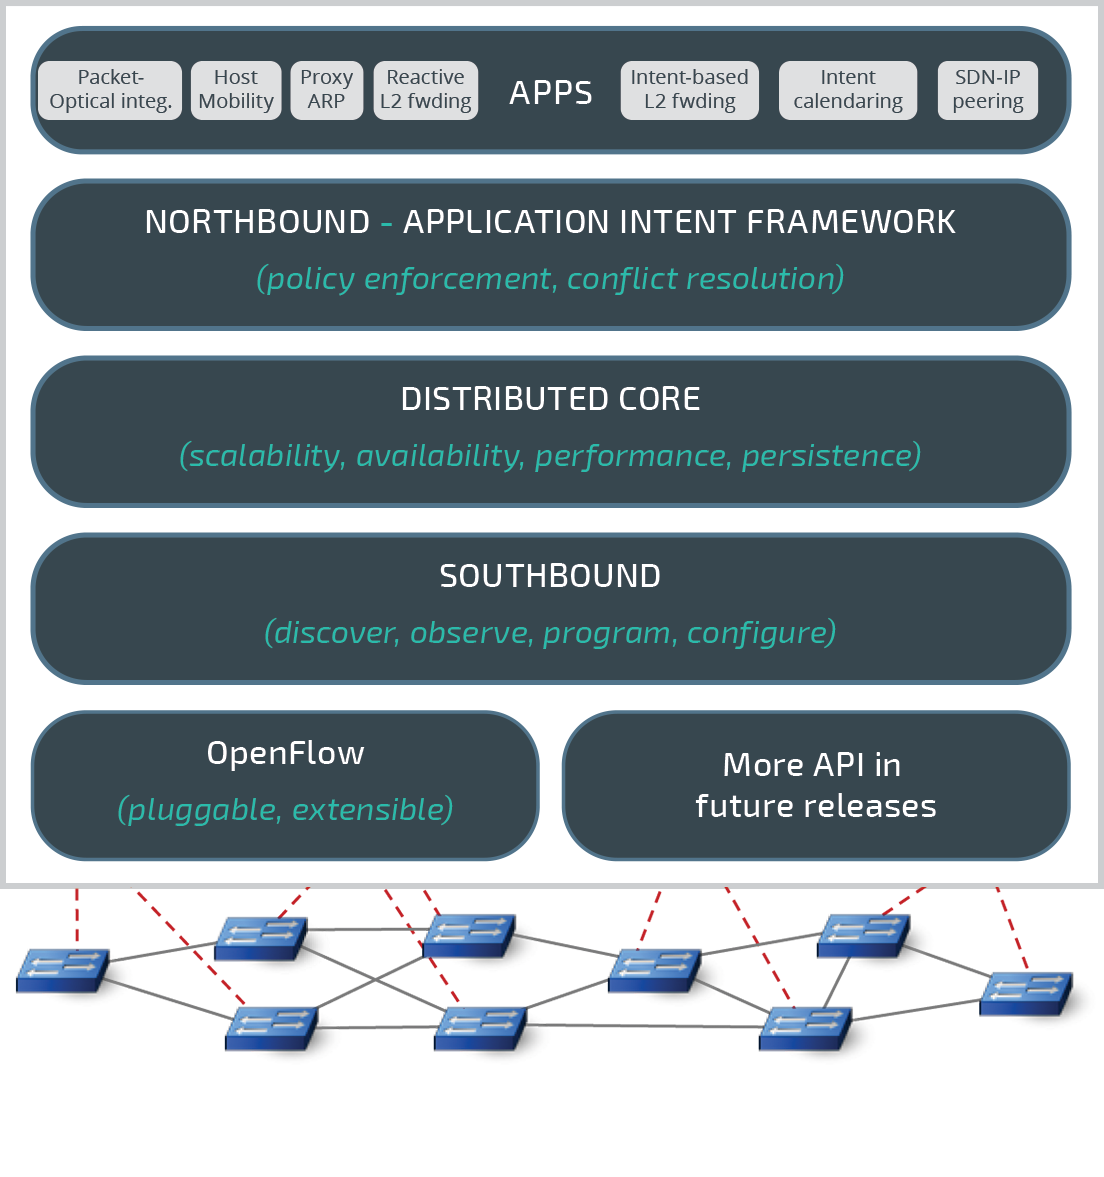 Packet-
Optical integ.
Host
Mobility
Proxy
ARP
Reactive
L2 fwding
APPS
Intent-based
L2 fwding
Intent
calendaring
SDN-IP
peering
NORTHBOUND - APPLICATION INTENT FRAMEWORK
(policy enforcement, conflict resolution)
DISTRIBUTED CORE
(scalability, availability, performance, persistence)
SOUTHBOUND
(discover, observe, program, configure)
OpenFlow
(pluggable, extensible)
More API in
future releases